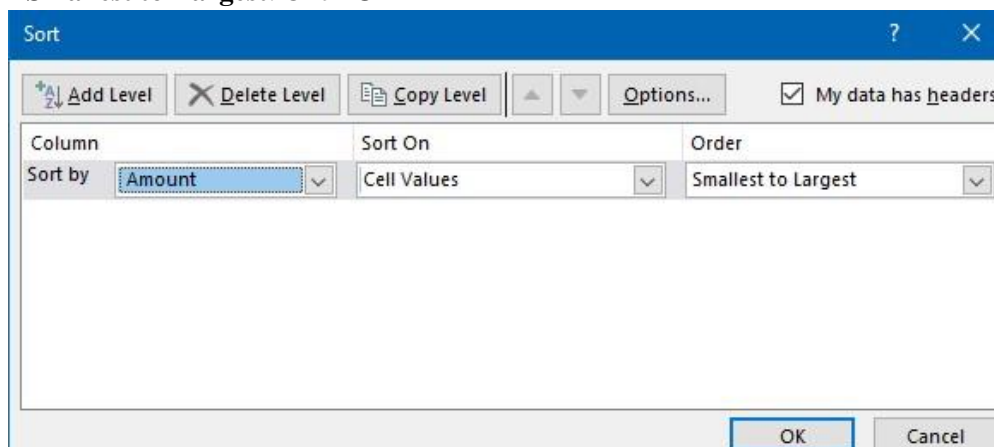 Sort ? ×
Add Level Delete Level Copy Level Options... My data has headers
Column Sort On Order
Sort by Amount Cell Values Smallest to Largest
OK Cancel